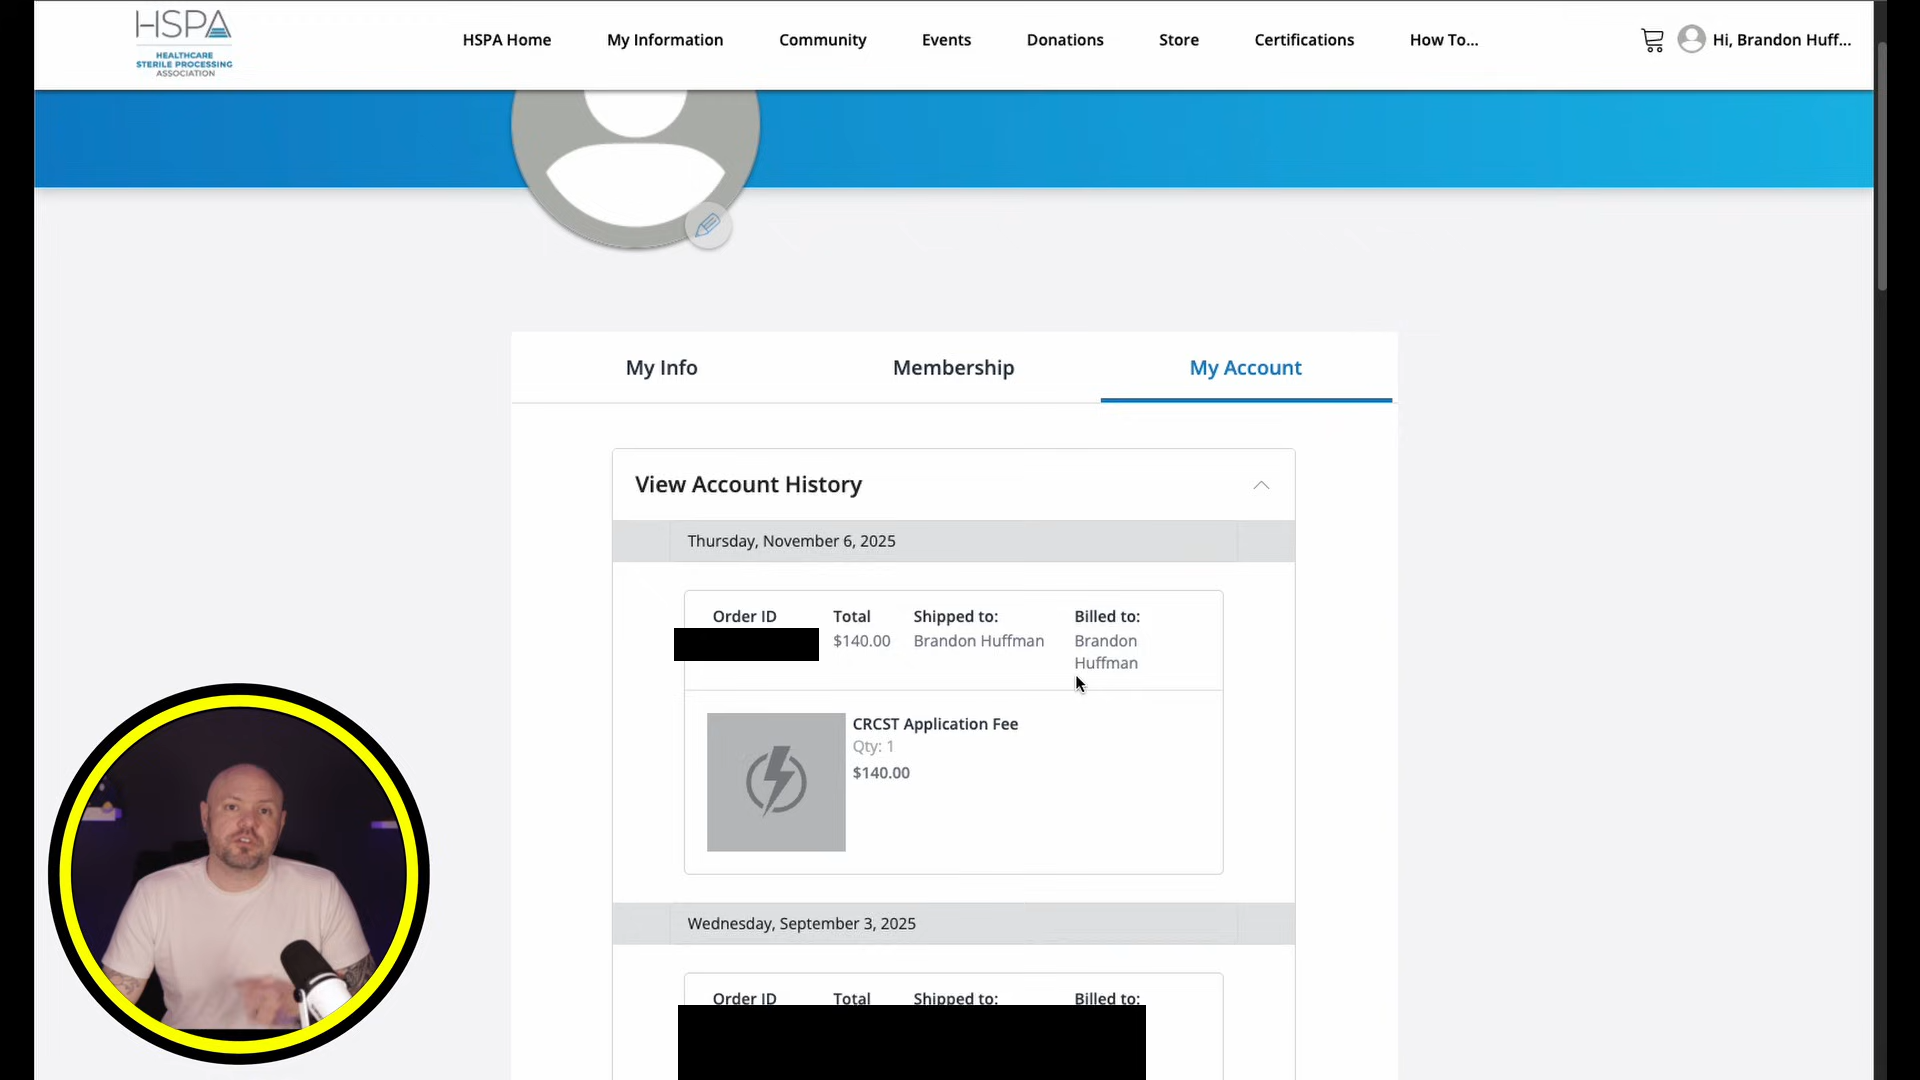 HSPA
HEALTHCARE
STERILE PROCESSING
ASSOCIATION
HSPA Home
My Information
Community
Events
Donations
Store
Certifications
How To...
Hi, Brandon Huff...
My Info
Membership
My Account
View Account History
Thursday, November 6, 2025
Order ID
Total
Shipped to:
Billed to:
$140.00
Brandon Huffman
Brandon
Huffman
CRCST Application Fee
Qty: 1
$140.00
Wednesday, September 3, 2025
Order ID
Total
Shipped to:
Billed to: